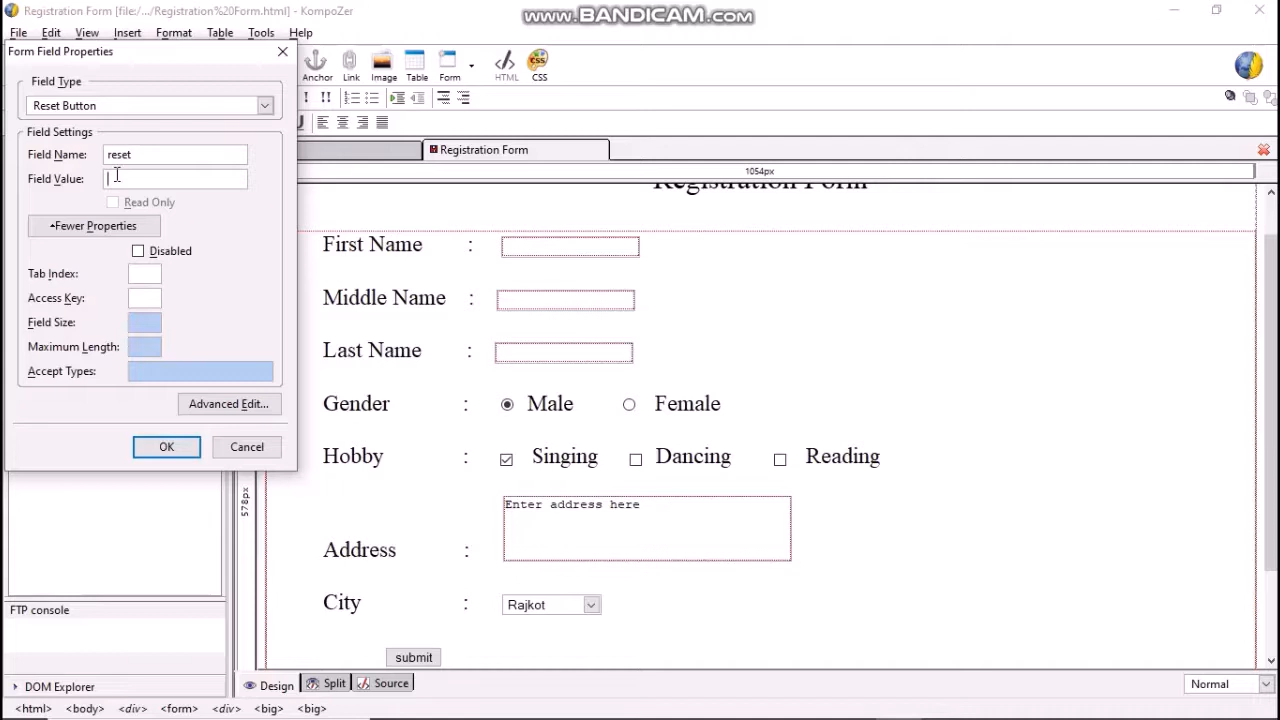 Registration Form [file:/.../Registration%20Form.html] - KompoZer
www.BANDICAM.com
File Edit View Insert Format Table Tools Help
Form Field Properties
Anchor Link Image Table Form HTML CSS
Field Type
Reset Button
Field Settings
Field Name: reset
Field Value:
Read Only
Fewer Properties
Disabled
Tab Index:
Access Key:
Field Size:
Maximum Length:
Accept Types:
Advanced Edit...
OK Cancel
Registration Form
1054px
Registration Form
First Name :
Middle Name :
Last Name :
Gender : Male Female
Hobby : Singing Dancing Reading
Enter address here
Address :
City : Rajkot
submit
578px
FTP console
DOM Explorer
Design Split Source
Normal
<html> <body> <div> <form> <div> <big> <big>